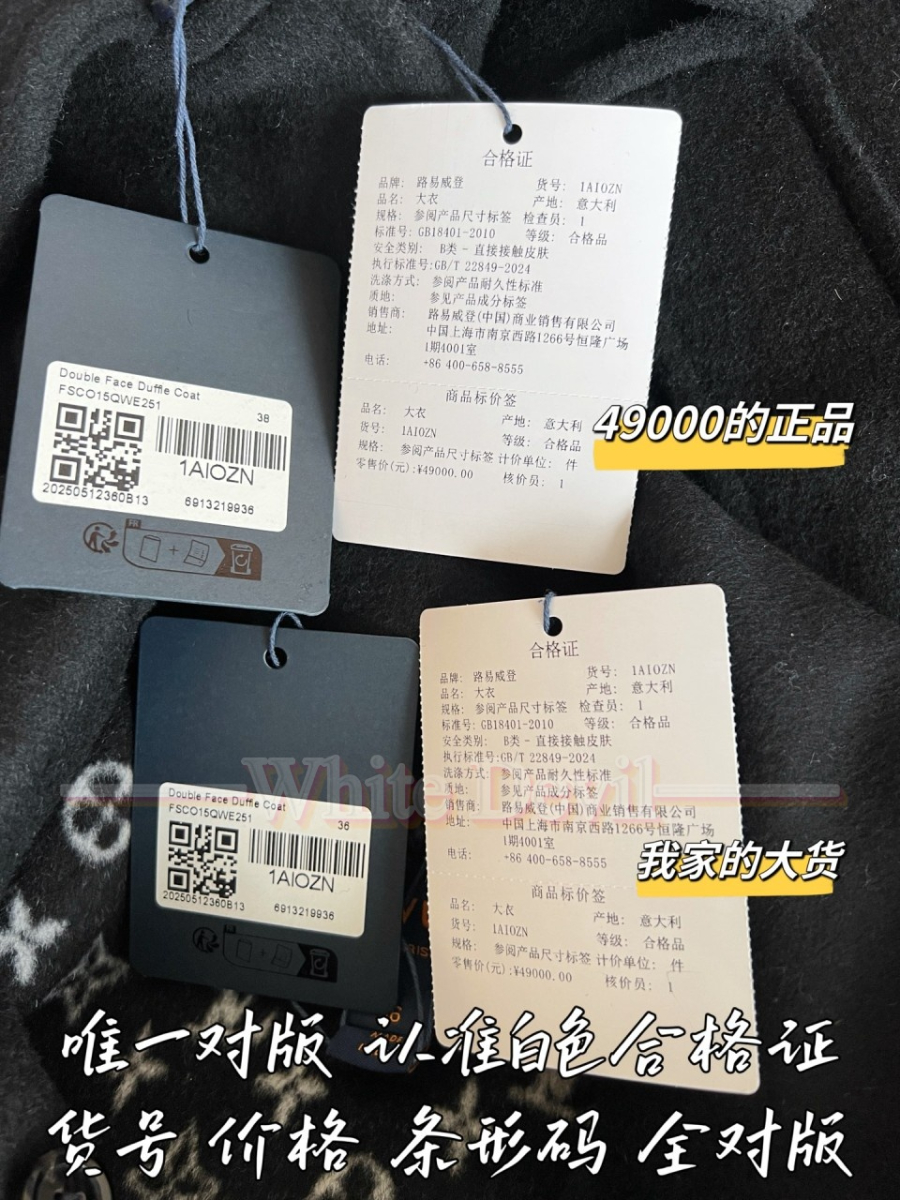 合格证
品牌: 路易威登 货号: 1AIOZN
品名: 大衣 产地: 意大利
规格: 参阅产品尺寸标签 检查员: 1
标准号: GB18401-2010 等级: 合格品
安全类别: B类 - 直接接触皮肤
执行标准号:GB/T 22849-2024
洗涤方式: 参阅产品耐久性标准
质地: 参见产品成分标签
销售商: 路易威登(中国)商业销售有限公司
地址: 中国上海市南京西路1266号恒隆广场
1期4001室
电话: +86 400-658-8555
商品标价签
品名: 大衣 产地: 意大利
货号: 1AIOZN 等级: 合格品
规格: 参阅产品尺寸标签 计价单位: 件
零售价(元):¥49000.00 核价员: 1
49000的正品
Double Face Duffle Coat
FSCO15QWE251
38
1AIOZN
20250512360B13 6913219936
FR
合格证
品牌: 路易威登 货号: 1AIOZN
品名: 大衣 产地: 意大利
规格: 参阅产品尺寸标签 检查员: 1
标准号: GB18401-2010 等级: 合格品
安全类别: B类 - 直接接触皮肤
执行标准号:GB/T 22849-2024
洗涤方式: 参阅产品耐久性标准
质地: 参见产品成分标签
销售商: 路易威登(中国)商业销售有限公司
地址: 中国上海市南京西路1266号恒隆广场
1期4001室
电话: +86 400-658-8555
商品标价签
品名: 大衣 产地: 意大利
货号: 1AIOZN 等级: 合格品
规格: 参阅产品尺寸标签 计价单位: 件
零售价(元):¥49000.00 核价员: 1
我家的大货
White Devil
Double Face Duffle Coat
FSCO15QWE251
36
1AIOZN
20250512360B13 6913219936
唯一对版 认准白色合格证
货号 价格 条形码 全对版